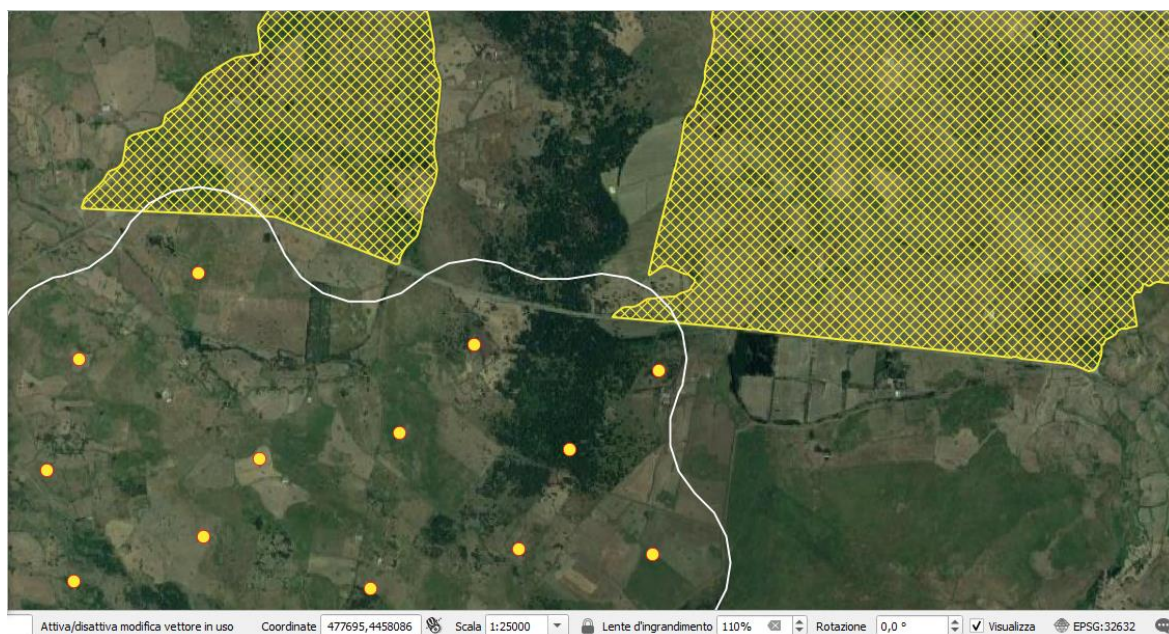 Attiva/disattiva modifica vettore in uso Coordinate 477695,4458086 Scala 1:25000 Lente d'ingrandimento 110% Rotazione 0,0 ° Visualizza EPSG:32632